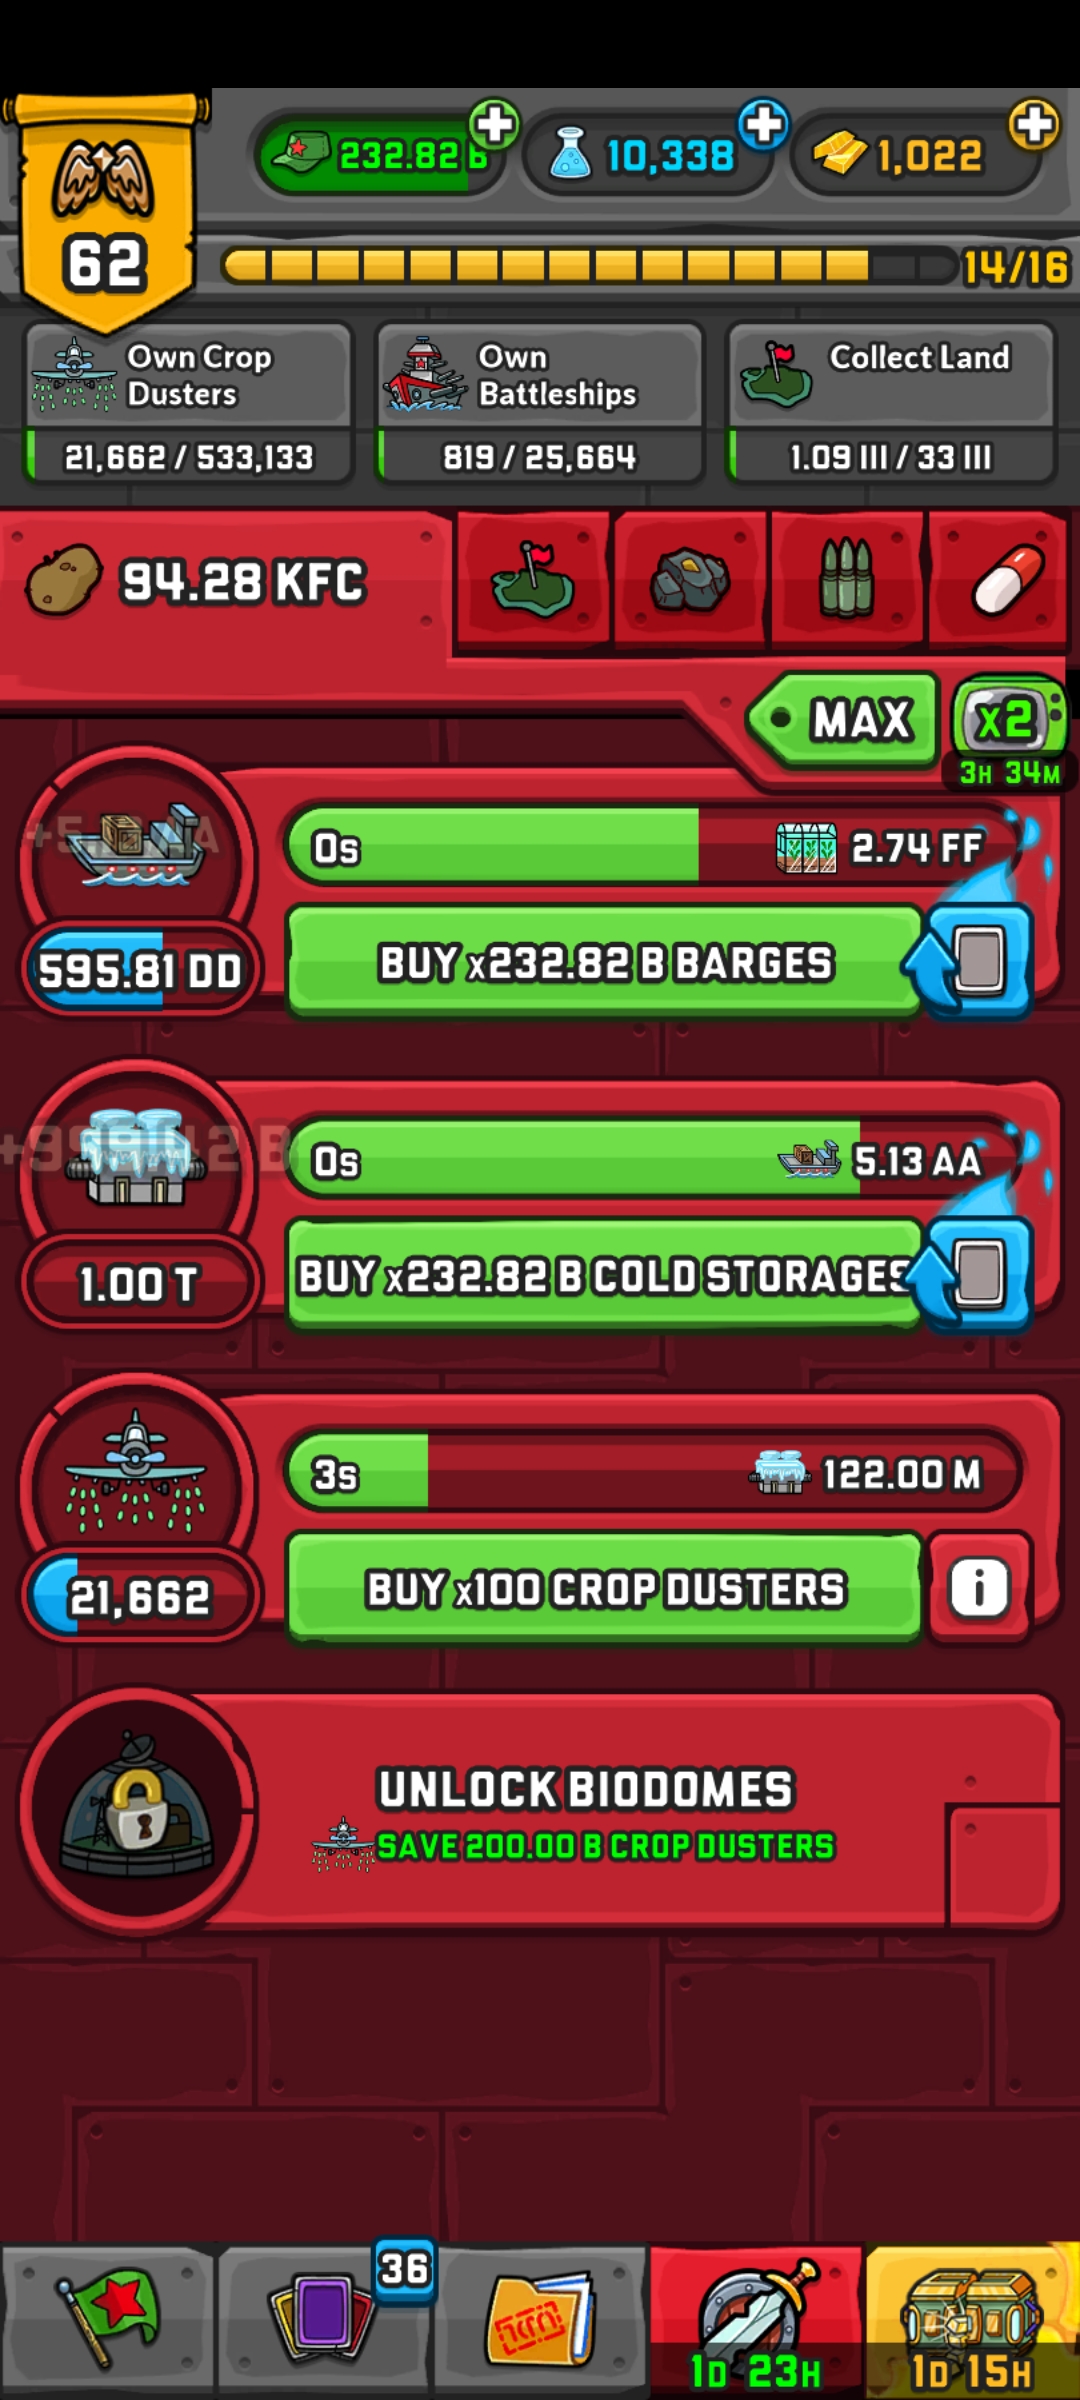 232.82 B
10,338
1,022
62
14/16
Own Crop
Dusters
21,662 / 533,133
Own
Battleships
819 / 25,664
Collect Land
1.09 III / 33 III
94.28 KFC
MAX
x2
3H 34M
0s
2.74 FF
595.81 DD
BUY x232.82 B BARGES
0s
5.13 AA
1.00 T
BUY x232.82 B COLD STORAGES
3s
122.00 M
21,662
BUY x100 CROP DUSTERS
i
UNLOCK BIODOMES
SAVE 200.00 B CROP DUSTERS
36
1D 23H
1D 15H